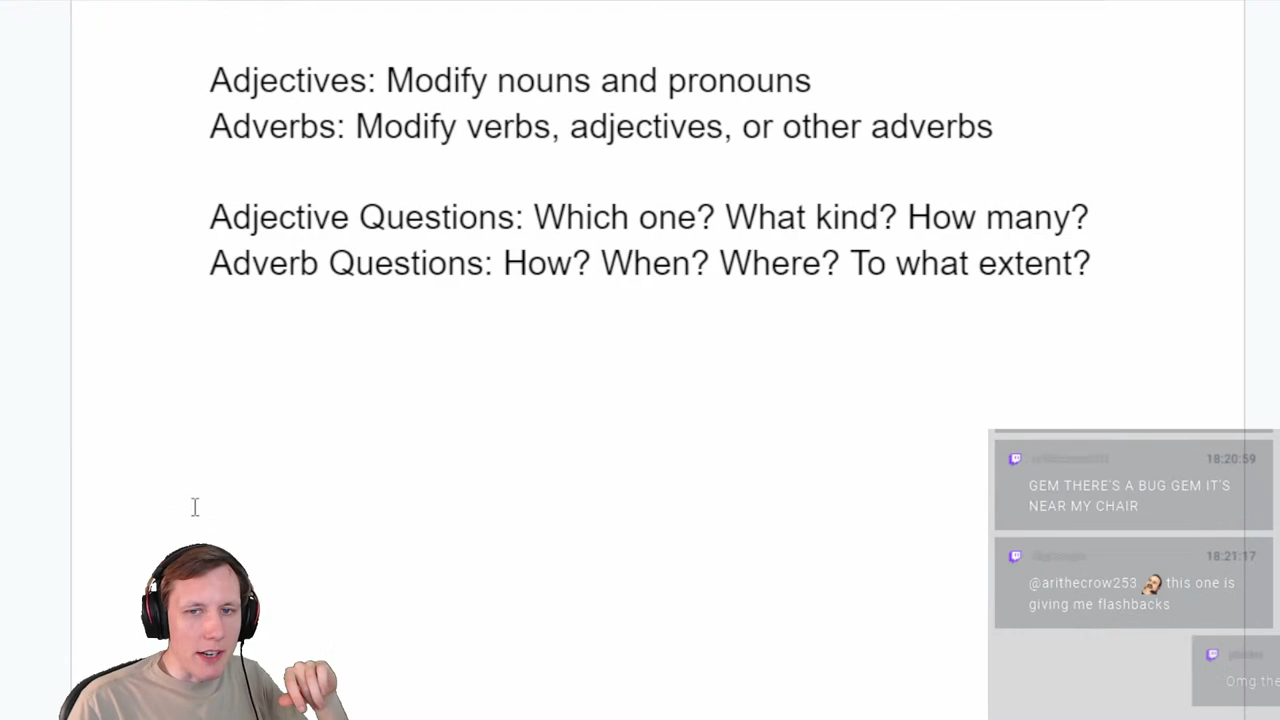 Adjectives: Modify nouns and pronouns
Adverbs: Modify verbs, adjectives, or other adverbs
Adjective Questions: Which one? What kind? How many?
Adverb Questions: How? When? Where? To what extent?
18:20:59
GEM THERE'S A BUG GEM IT'S
NEAR MY CHAIR
18:21:17
@arithecrow253 this one is
giving me flashbacks
Omg the